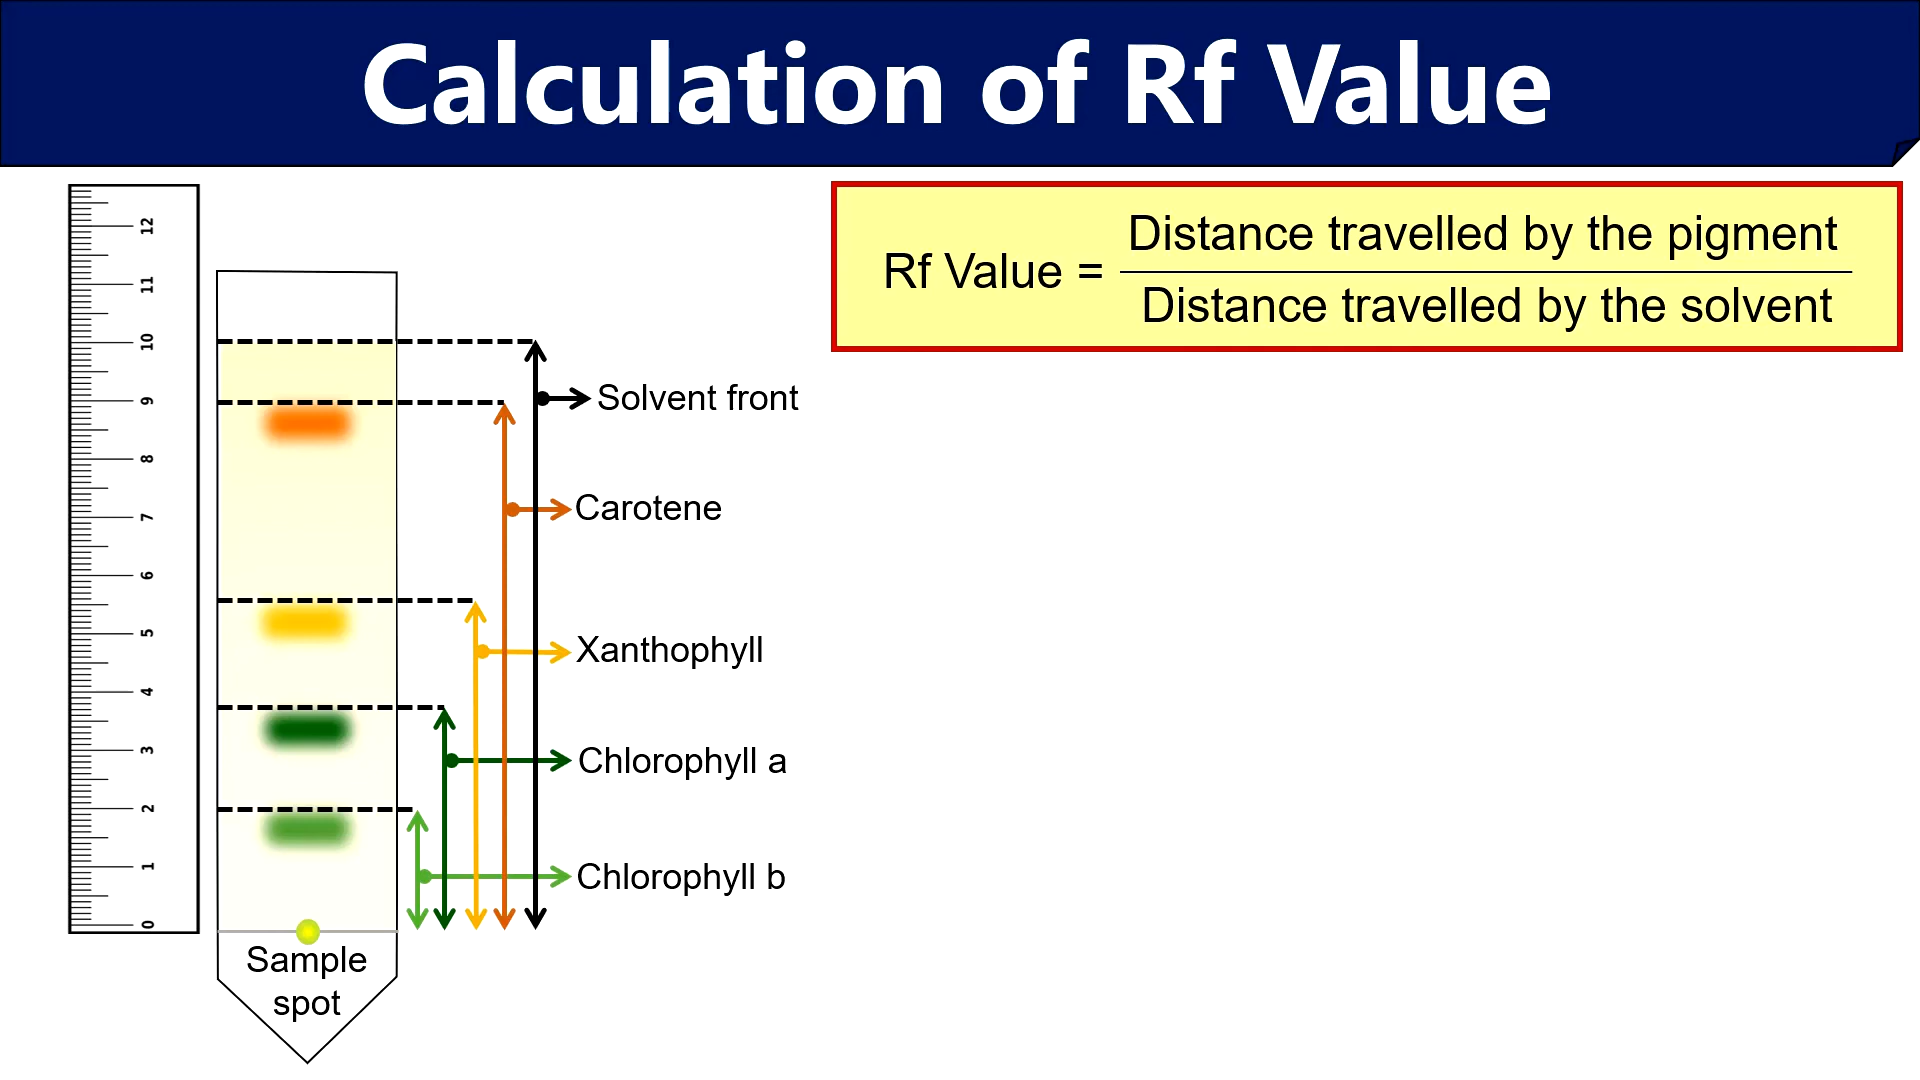 Calculation of Rf Value
Rf Value =
Distance travelled by the pigment
Distance travelled by the solvent
12
11
10
9
8
7
6
5
4
3
2
1
0
Solvent front
Carotene
Xanthophyll
Chlorophyll a
Chlorophyll b
Sample
spot